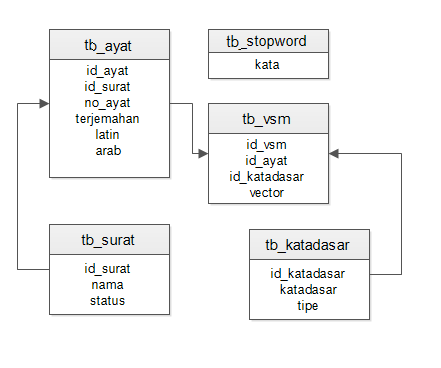 tb_ayat
id_ayat
id_surat
no_ayat
terjemahan
latin
arab
tb_stopword
kata
tb_vsm
id_vsm
id_ayat
id_katadasar
vector
tb_surat
id_surat
nama
status
tb_katadasar
id_katadasar
katadasar
tipe